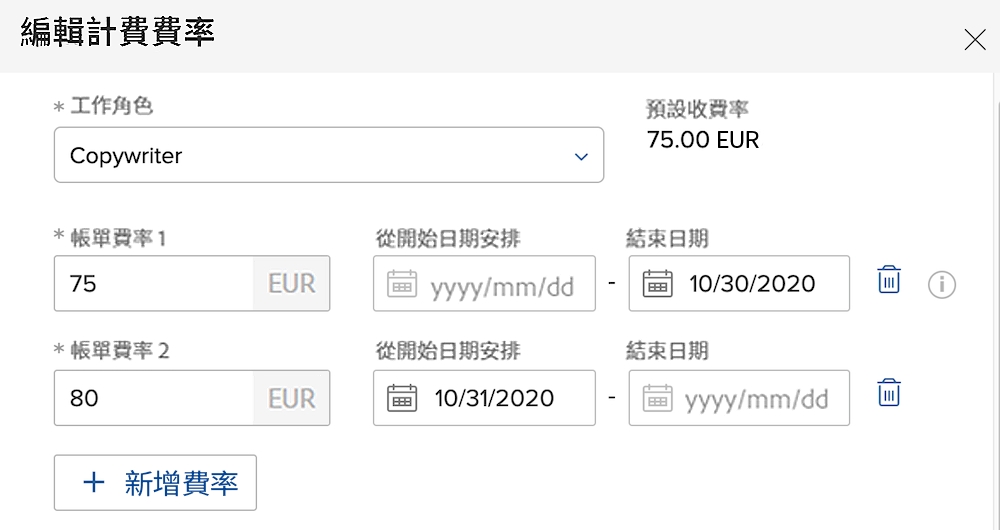 編輯計費費率
* 工作角色
預設收費率
Copywriter
75.00 EUR
* 帳單費率 1 從開始日期安排 結束日期
75 EUR yyyy/mm/dd - 10/30/2020
* 帳單費率 2 從開始日期安排 結束日期
80 EUR 10/31/2020 - yyyy/mm/dd
+ 新增費率